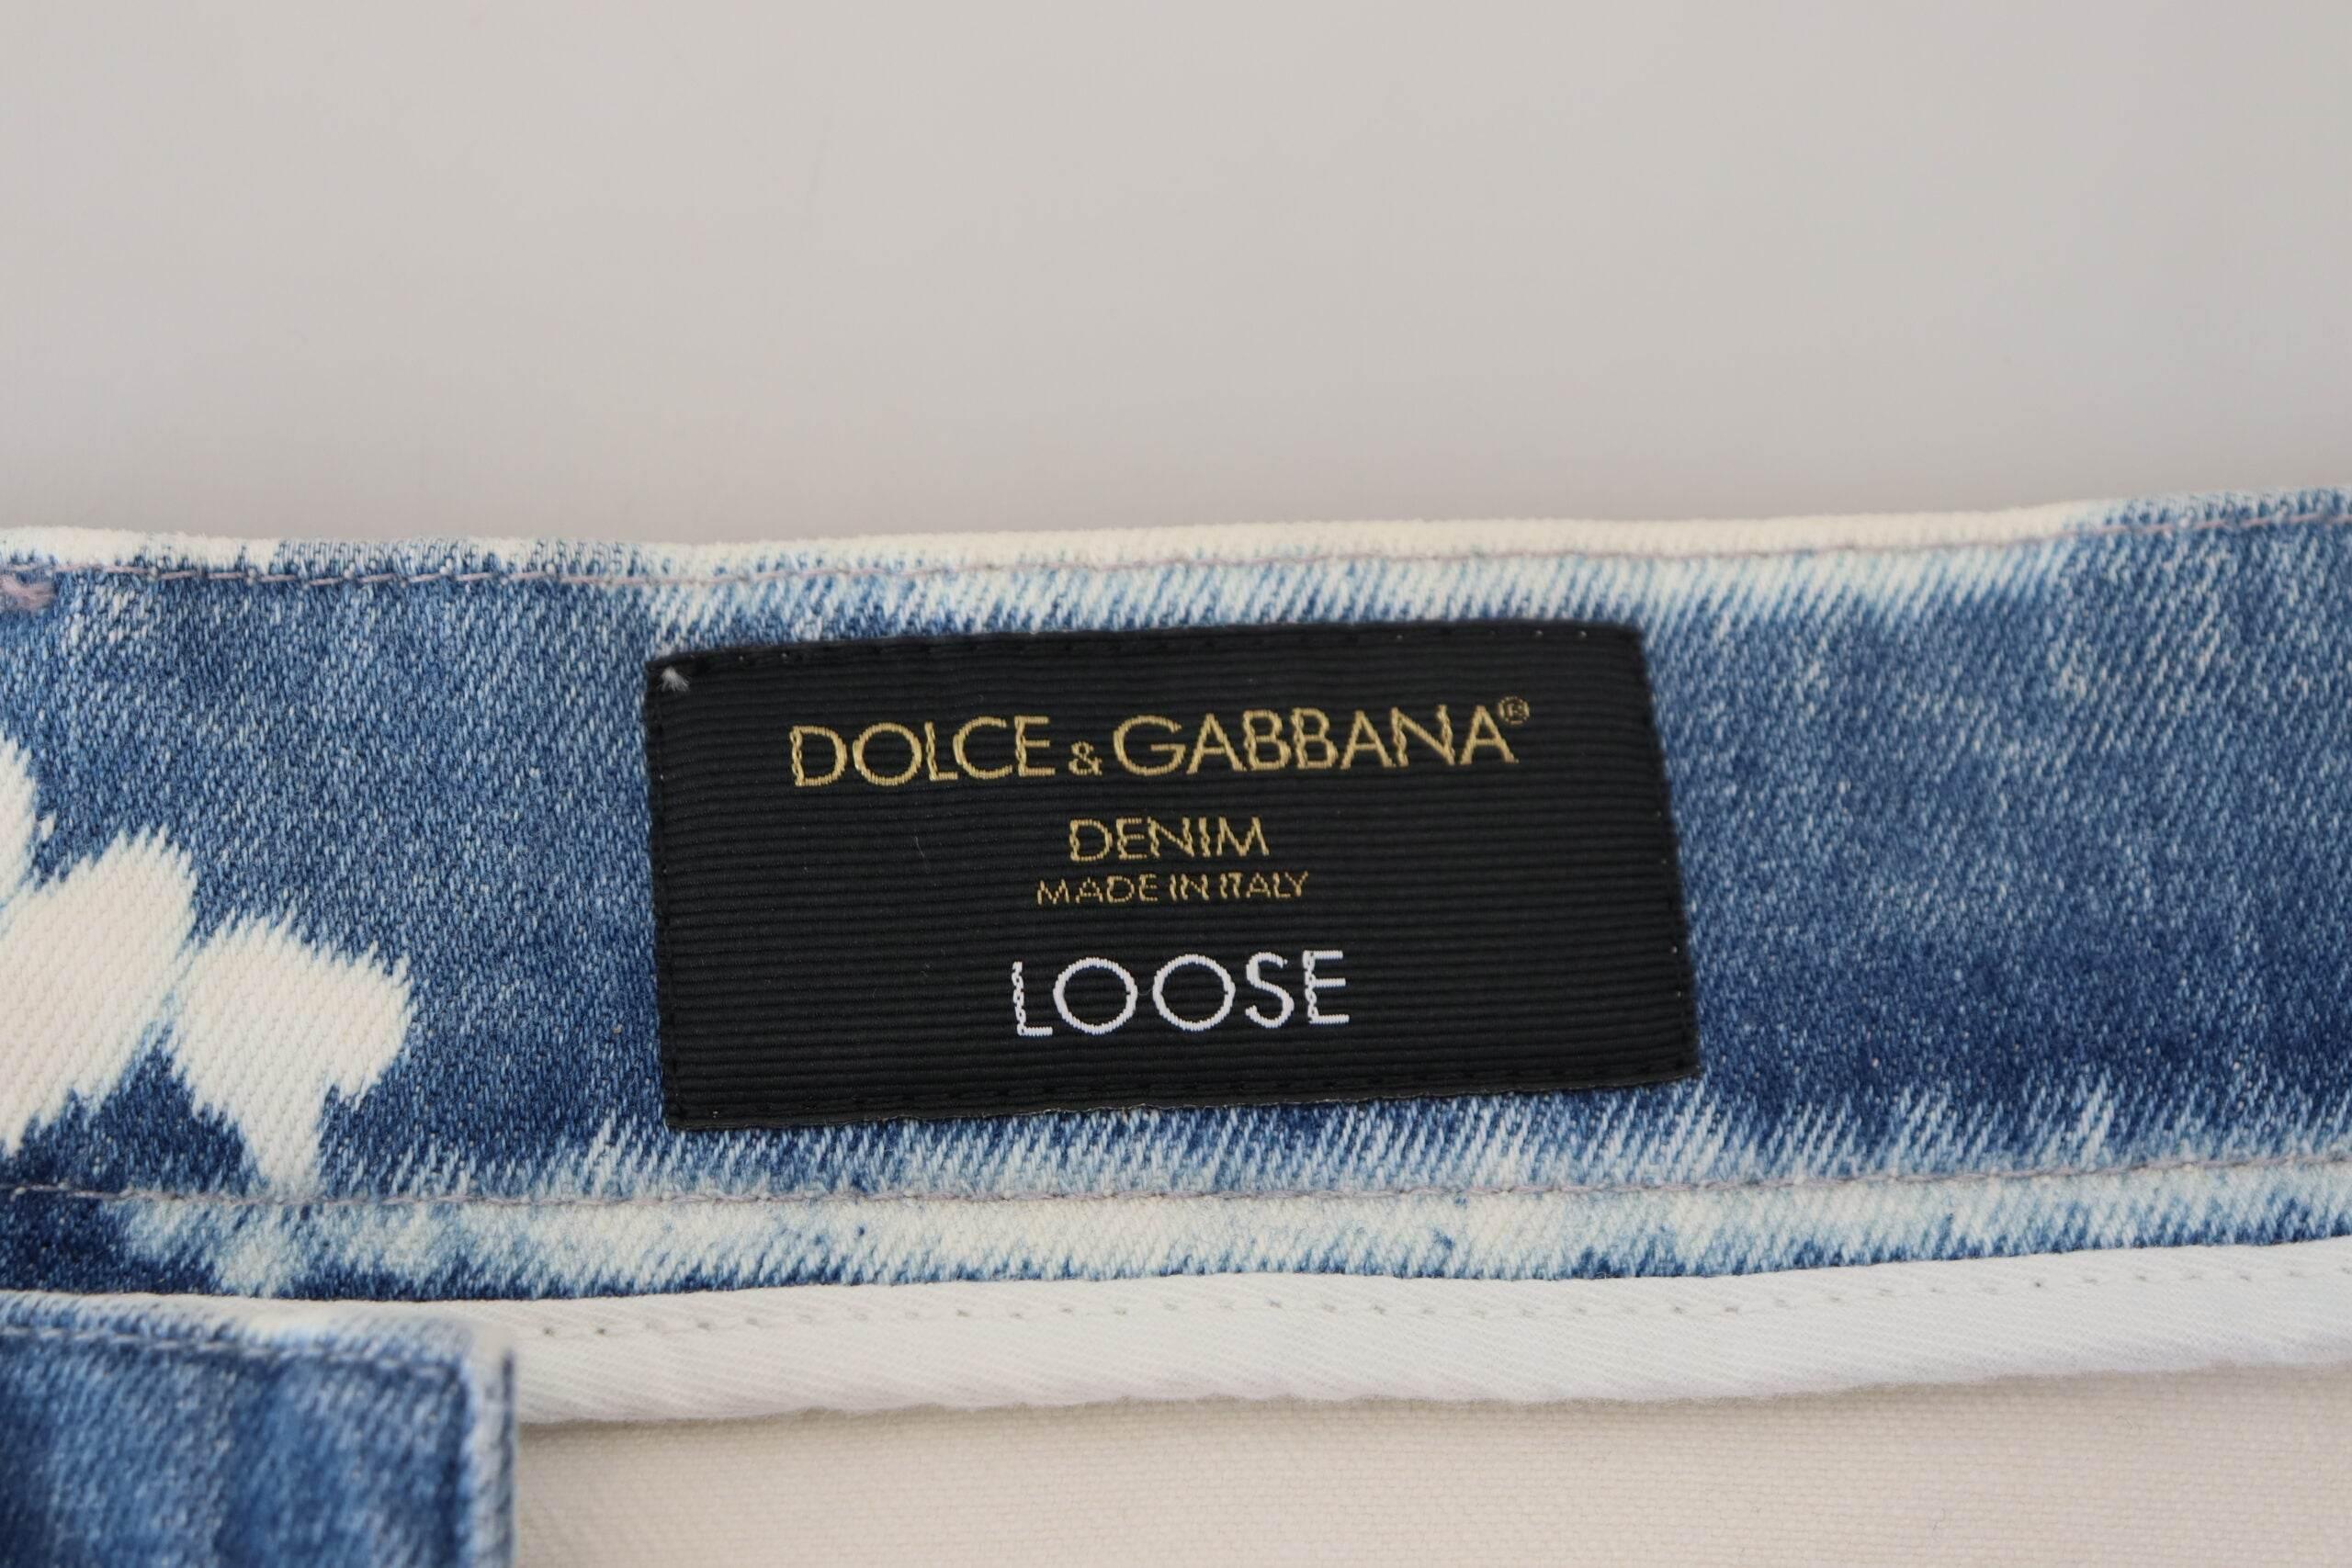 DOLCE & GABBANA®
DENIM
MADE IN ITALY
LOOSE